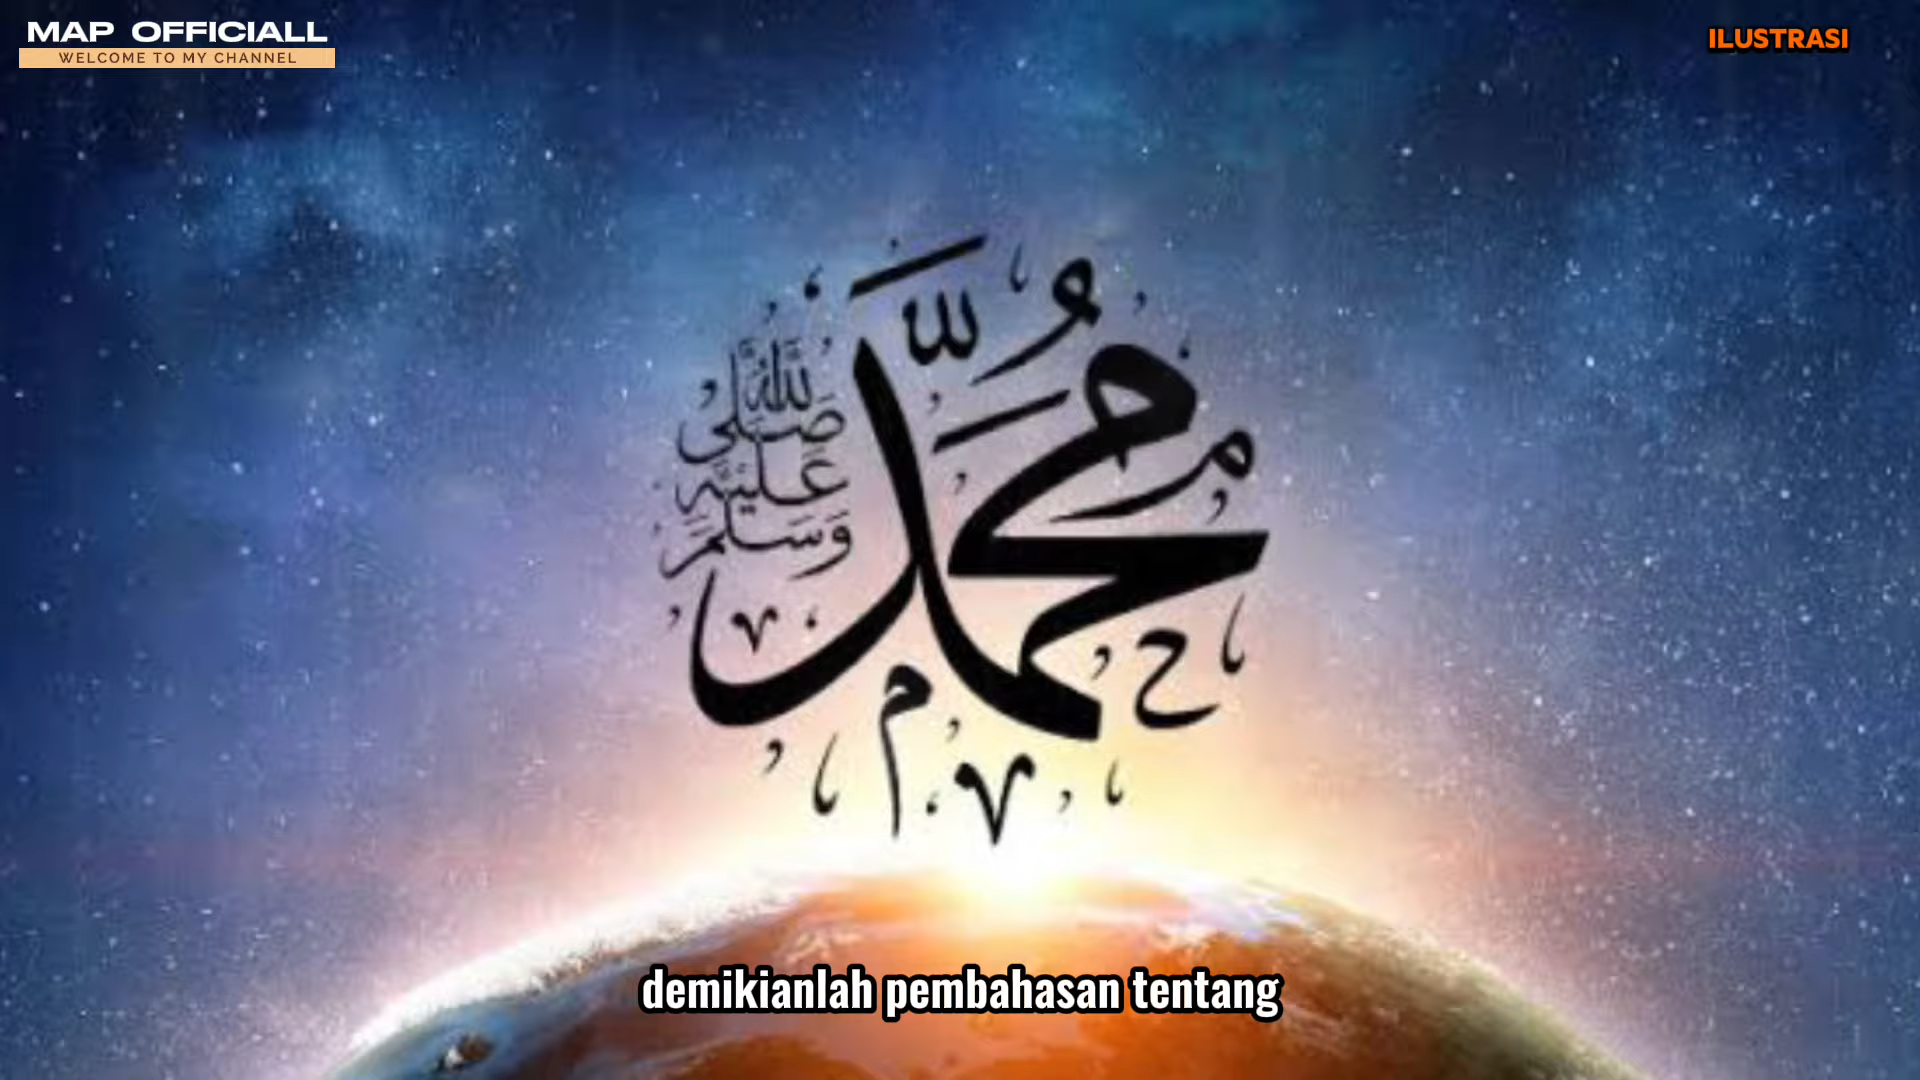 MAP OFFICIALL
WELCOME TO MY CHANNEL
ILUSTRASI
محمد
صلى الله
عليه
وسلم
demikianlah pembahasan tentang